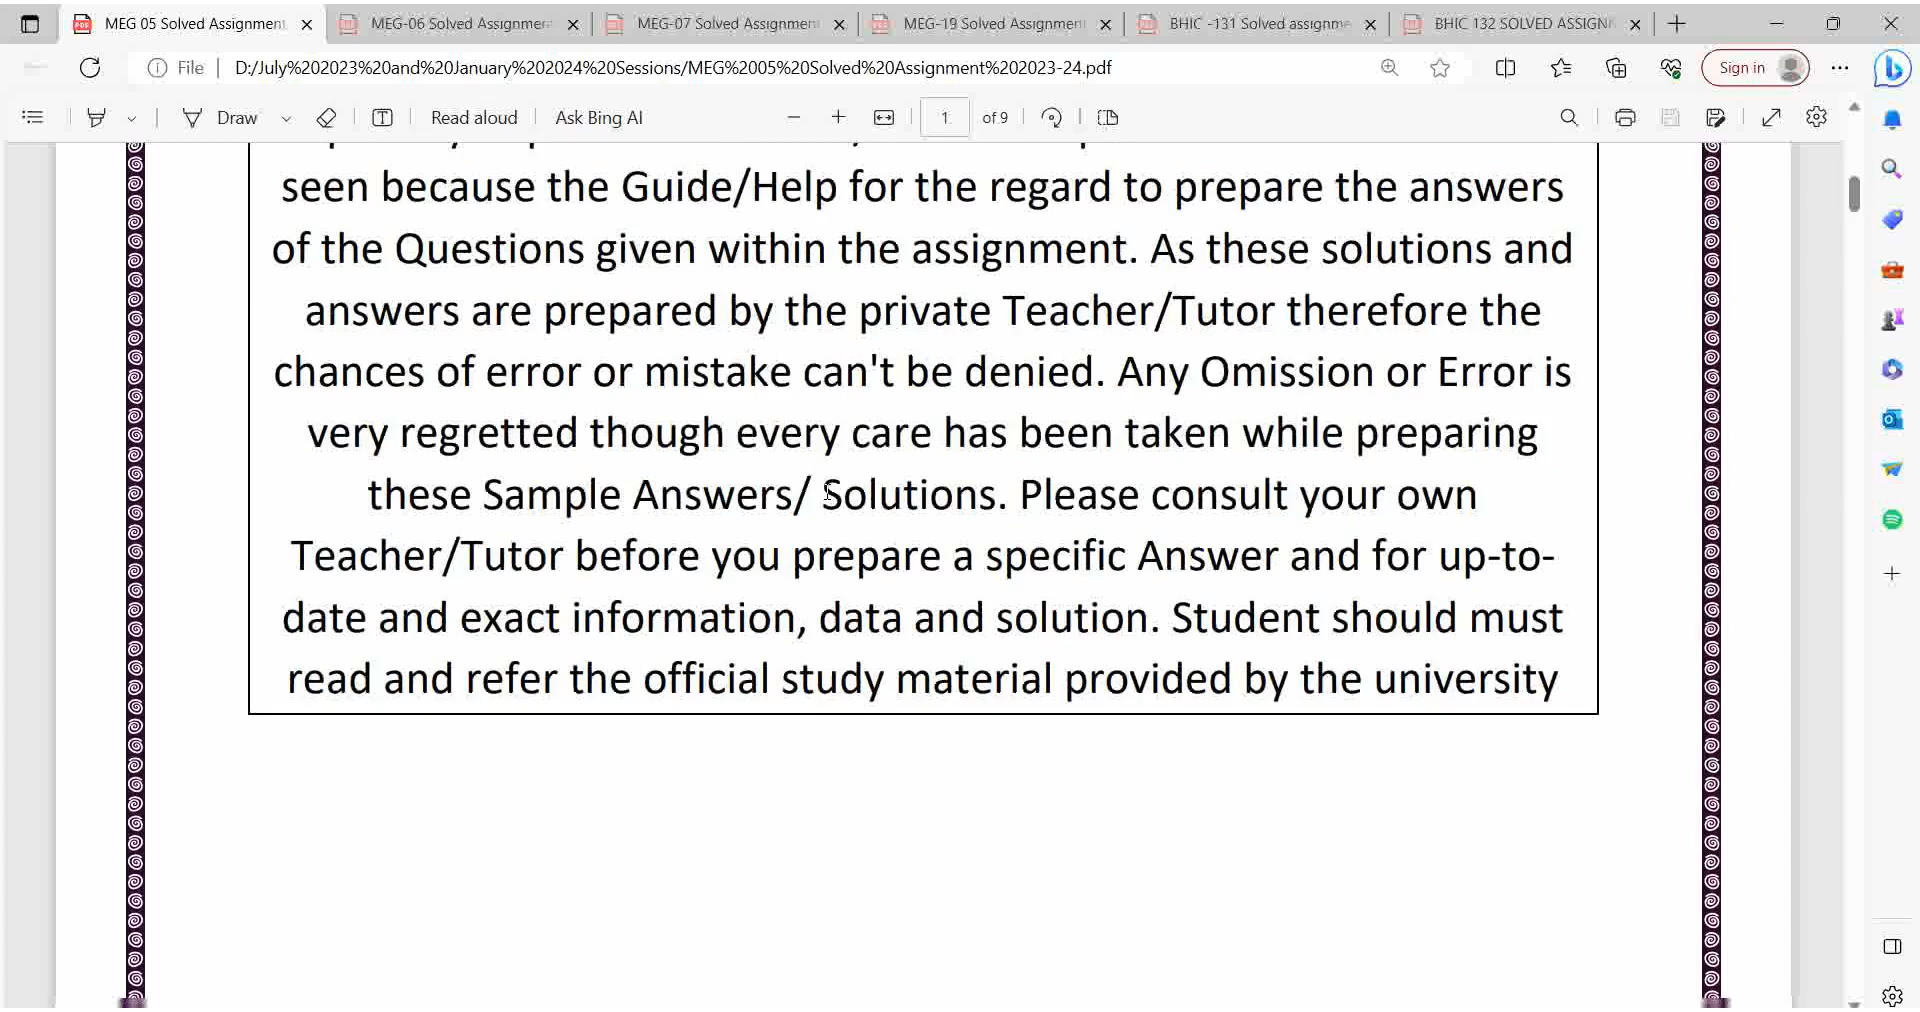 MEG 05 Solved Assignment
MEG-06 Solved Assignmen
MEG-07 Solved Assignment
MEG-19 Solved Assignment
BHIC -131 Solved assignme
BHIC 132 SOLVED ASSIGN
File
D:/July%202023%20and%20January%202024%20Sessions/MEG%2005%20Solved%20Assignment%202023-24.pdf
Sign in
Draw
Read aloud
Ask Bing AI
1
of 9
seen because the Guide/Help for the regard to prepare the answers
of the Questions given within the assignment. As these solutions and
answers are prepared by the private Teacher/Tutor therefore the
chances of error or mistake can't be denied. Any Omission or Error is
very regretted though every care has been taken while preparing
these Sample Answers/ Solutions. Please consult your own
Teacher/Tutor before you prepare a specific Answer and for up-to-
date and exact information, data and solution. Student should must
read and refer the official study material provided by the university